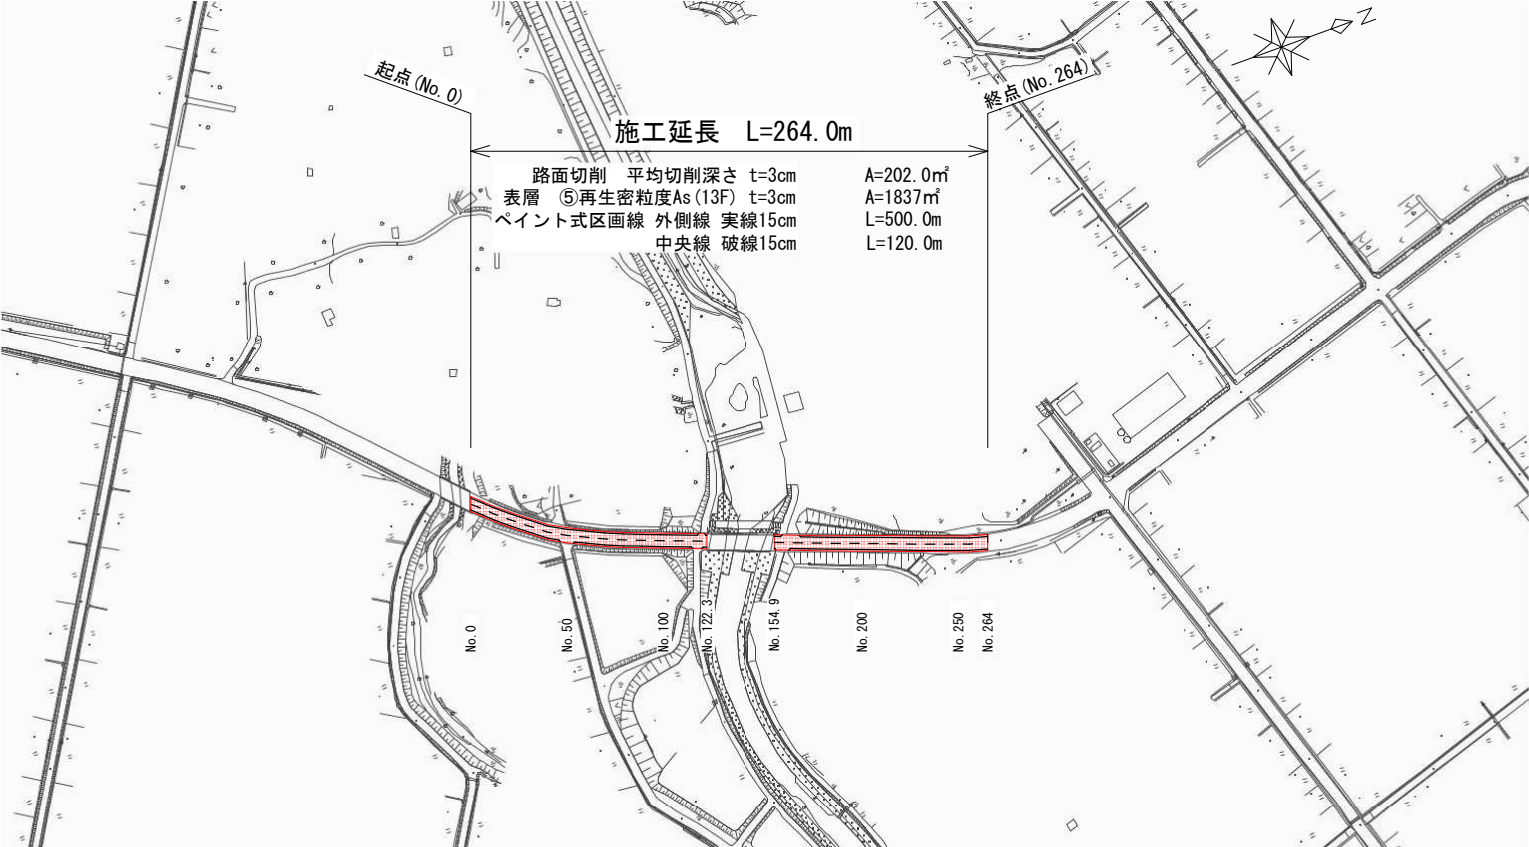 起点(No. 0)
終点(No. 264)
N
施工延長 L=264.0m
路面切削 平均切削深さ t=3cm A=202.0㎡
表層 ⑤再生密粒度As(13F) t=3cm A=1837㎡
ペイント式区画線 外側線 実線15cm L=500.0m
中央線 破線15cm L=120.0m
No. 0
No. 50
No. 100
No. 122. 3
No. 154. 9
No. 200
No. 250
No. 264